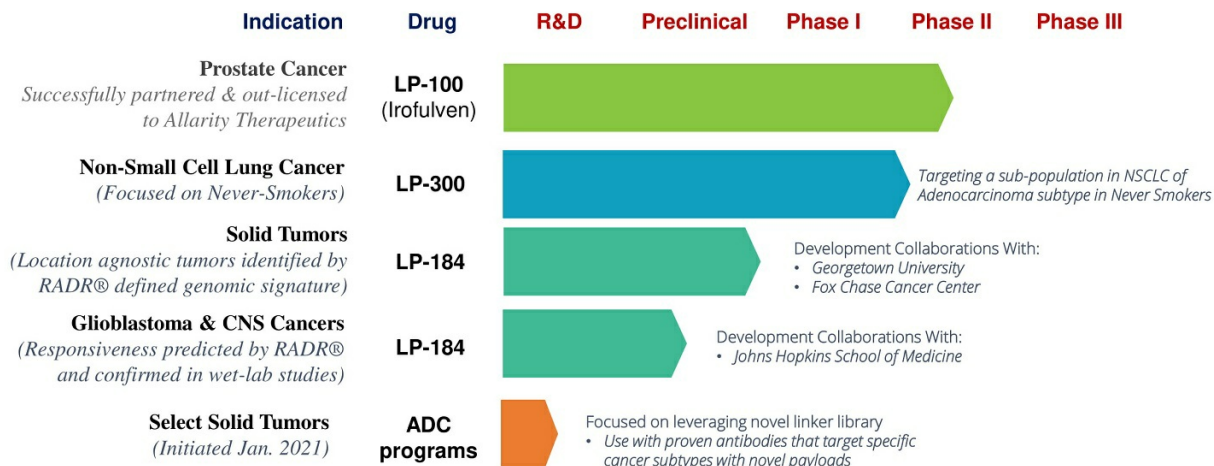 Indication Drug R&D Preclinical Phase I Phase II Phase III
Prostate Cancer
Successfully partnered & out-licensed
to Allarity Therapeutics
LP-100
(Irofulven)
Non-Small Cell Lung Cancer
(Focused on Never-Smokers)
LP-300
Targeting a sub-population in NSCLC of
Adenocarcinoma subtype in Never Smokers
Solid Tumors
(Location agnostic tumors identified by
RADR® defined genomic signature)
LP-184
Development Collaborations With:
• Georgetown University
• Fox Chase Cancer Center
Glioblastoma & CNS Cancers
(Responsiveness predicted by RADR®
and confirmed in wet-lab studies)
LP-184
Development Collaborations With:
• Johns Hopkins School of Medicine
Select Solid Tumors
(Initiated Jan. 2021)
ADC
programs
Focused on leveraging novel linker library
• Use with proven antibodies that target specific
cancer subtypes with novel payloads